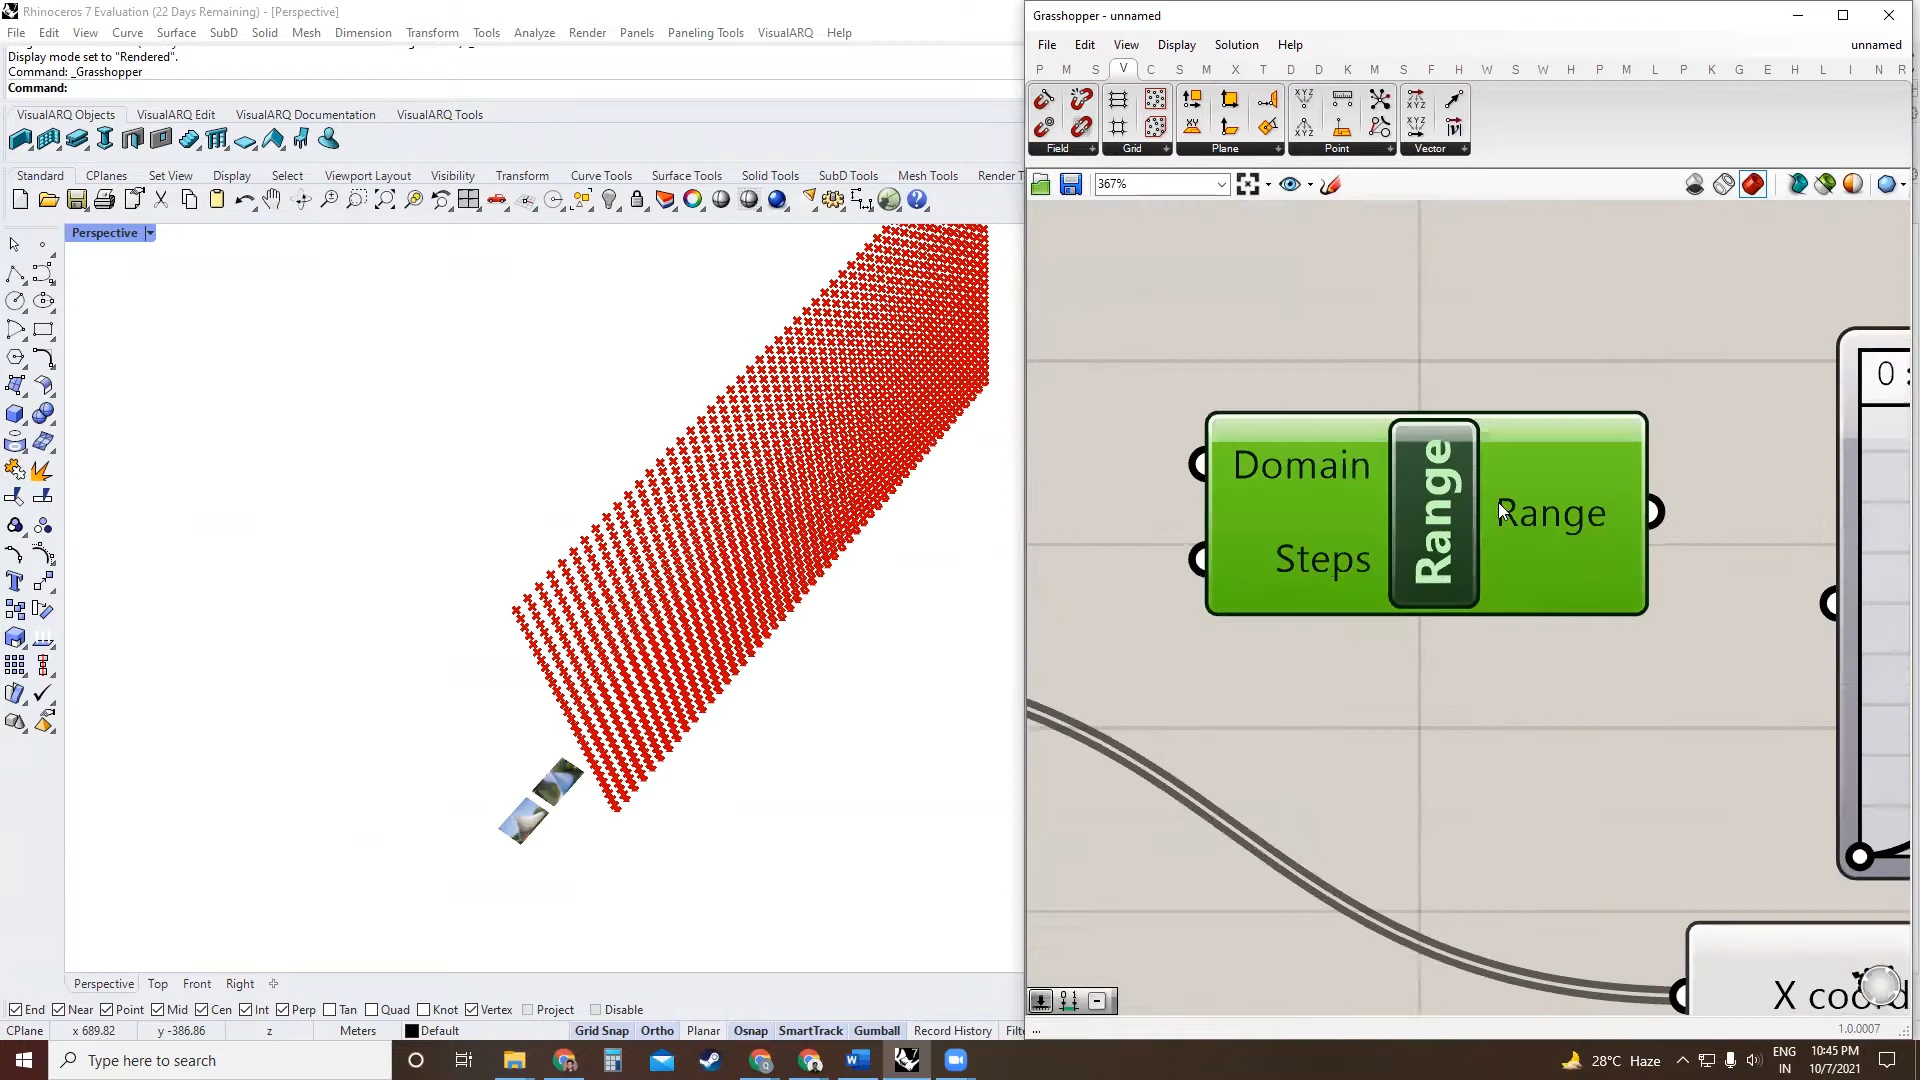 Rhinoceros 7 Evaluation (22 Days Remaining) - [Perspective]
File Edit View Curve Surface SubD Solid Mesh Dimension Transform Tools Analyze Render Panels Paneling Tools VisualARQ Help
Display mode set to "Rendered".
Command: _Grasshopper
Command:
VisualARQ Objects VisualARQ Edit VisualARQ Documentation VisualARQ Tools
Standard CPlanes Set View Display Select Viewport Layout Visibility Transform Curve Tools Surface Tools Solid Tools SubD Tools Mesh Tools Render T
Perspective
Perspective Top Front Right
End Near Point Mid Cen Int Perp Tan Quad Knot Vertex Project Disable
CPlane x 689.82 y -386.86 z Meters Default Grid Snap Ortho Planar Osnap SmartTrack Gumball Record History Filte
Grasshopper - unnamed
File Edit View Display Solution Help unnamed
P M S V C S M X T D D K M S F H W S W H P M L P K G E H L I N R
Field Grid Plane Point Vector
367%
0
Domain
Steps
Range
Range
X coord
...
1.0.0007
Type here to search
28°C Haze
ENG
IN
10:45 PM
10/7/2021